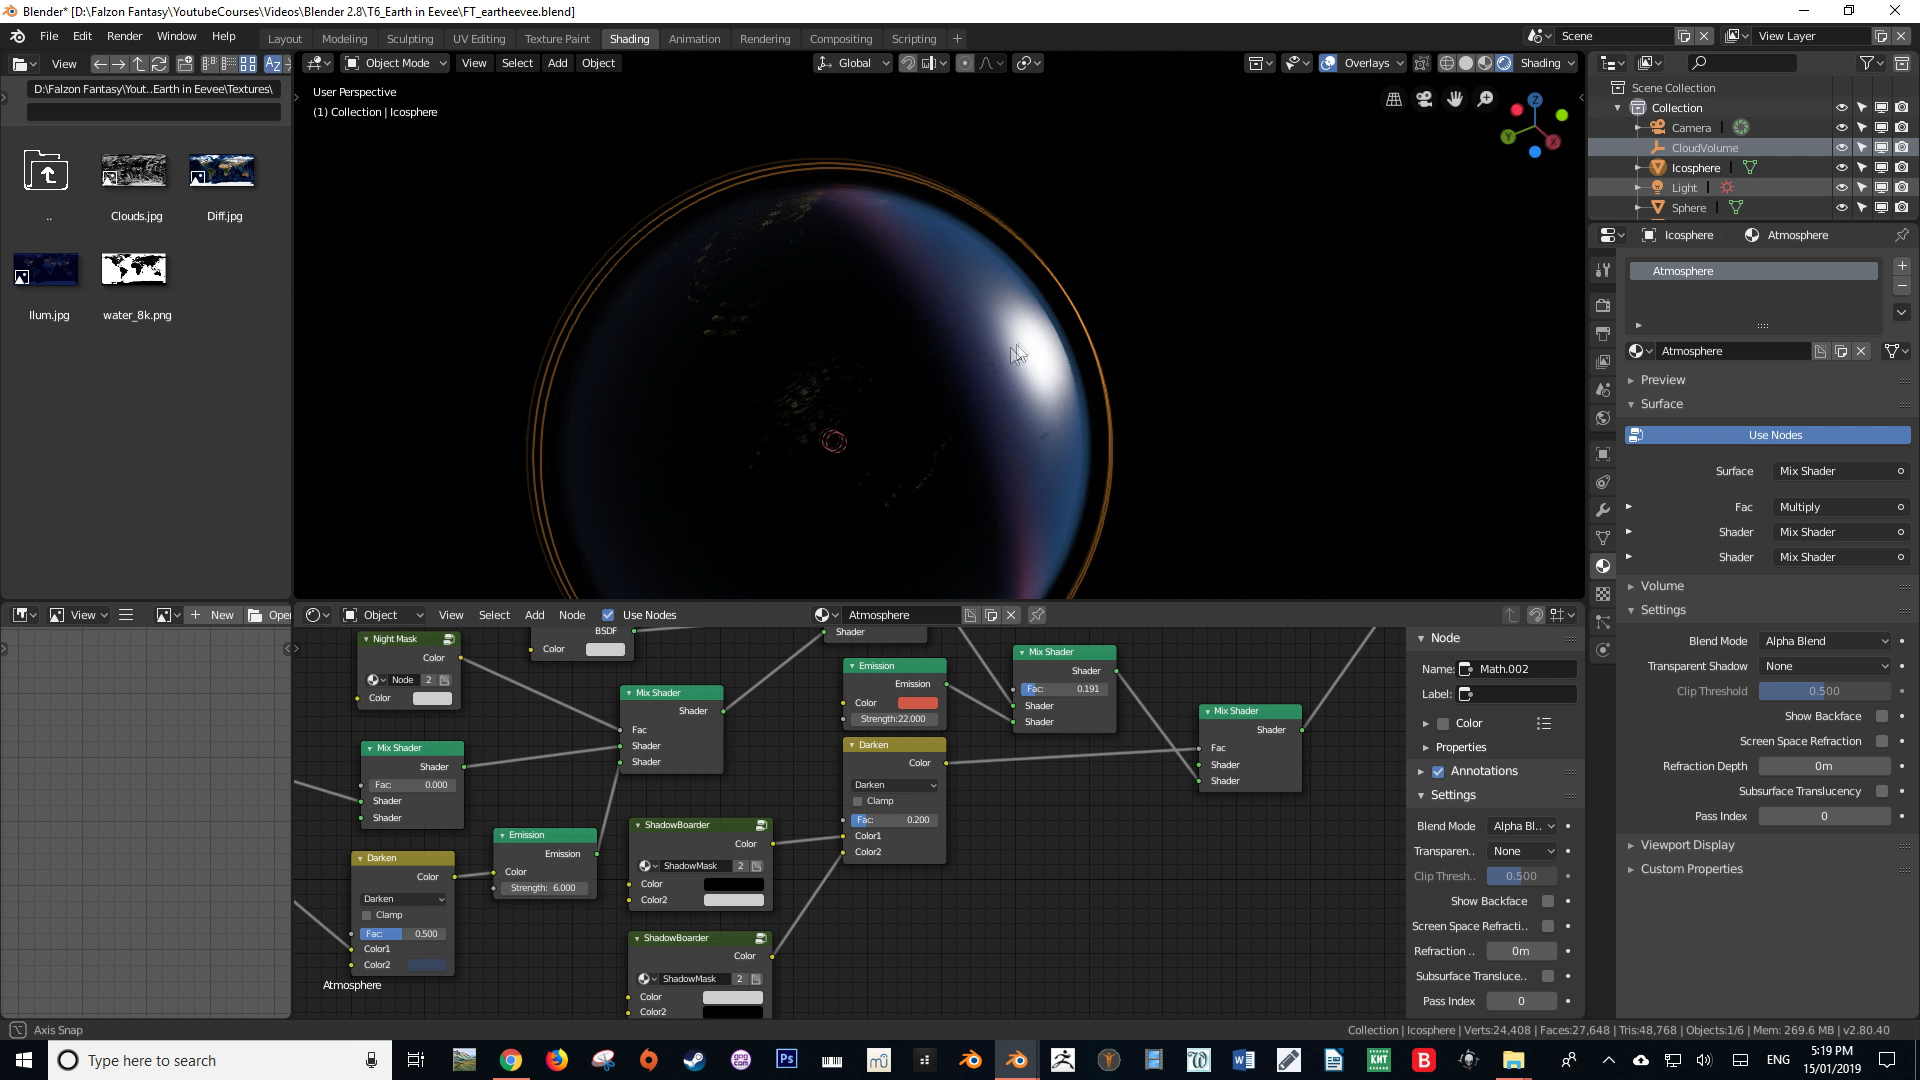 Blender* [D:\Falzon Fantasy\YoutubeCourses\Videos\Blender 2.8\T6_Earth in Eevee\FT_eartheevee.blend]
File Edit Render Window Help
Layout Modeling Sculpting UV Editing Texture Paint Shading Animation Rendering Compositing Scripting +
Scene
View Layer
View
Object Mode View Select Add Object
Global
Overlays
Shading
D:\Falzon Fantasy\Yout..Earth in Eevee\Textures\
User Perspective
(1) Collection | Icosphere
..
Clouds.jpg
Diff.jpg
Ilum.jpg
water_8k.png
Scene Collection
Collection
Camera
CloudVolume
Icosphere
Light
Sphere
Icosphere Atmosphere
Atmosphere
Atmosphere
Preview
Surface
Use Nodes
Surface Mix Shader
Fac Multiply
Shader Mix Shader
Shader Mix Shader
Volume
Settings
Blend Mode Alpha Blend
Transparent Shadow None
Clip Threshold 0.500
Show Backface
Screen Space Refraction
Refraction Depth 0m
Subsurface Translucency
Pass Index 0
Viewport Display
Custom Properties
View New Oper
Object View Select Add Node Use Nodes
Atmosphere
Night Mask
Color
Node 2
Color
BSDF
Color
Mix Shader
Shader
Fac: 0.000
Shader
Shader
Darken
Color
Darken
Clamp
Fac: 0.500
Color1
Color2
Atmosphere
Emission
Emission
Color
Strength: 6.000
Mix Shader
Shader
Fac
Shader
Shader
ShadowBoarder
Color
ShadowMask 2
Color
Color2
ShadowBoarder
Color
ShadowMask 2
Color
Color2
Shader
Emission
Emission
Color
Strength:22.000
Darken
Color
Darken
Clamp
Fac: 0.200
Color1
Color2
Mix Shader
Shader
Fac: 0.191
Shader
Shader
Mix Shader
Shader
Fac
Shader
Shader
Node
Name: Math.002
Label:
Color
Properties
Annotations
Settings
Blend Mode Alpha Bl..
Transparen.. None
Clip Thresh.. 0.500
Show Backface
Screen Space Refracti..
Refraction .. 0m
Subsurface Transluce..
Pass Index 0
Axis Snap
Collection | Icosphere | Verts:24,408 | Faces:27,648 | Tris:48,768 | Objects:1/6 | Mem: 269.6 MB | v2.80.40
Type here to search
ENG
5:19 PM
15/01/2019